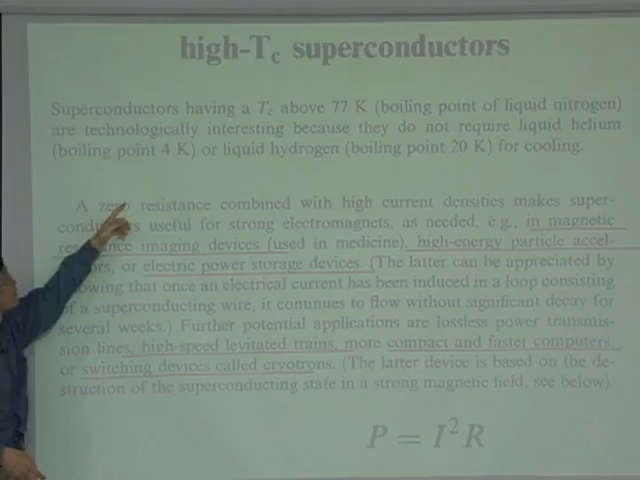 high-Tc superconductors
Superconductors having a Tc above 77 K (boiling point of liquid nitrogen)
are technologically interesting because they do not require liquid helium
(boiling point 4 K) or liquid hydrogen (boiling point 20 K) for cooling.
A zero resistance combined with high current densities makes super-
conductors useful for strong electromagnets, as needed, e.g., in magnetic
resonance imaging devices (used in medicine), high-energy particle accel-
or electric power storage devices. (The latter can be appreciated by
that once an electrical current has been induced in a loop consisting
of a superconducting wire, it continues to flow without significant decay for
several weeks.) Further potential applications are lossless power transmis-
sion lines, high-speed levitated trains, more compact and faster computers,
or switching devices called cryotrons. (The latter device is based on the de-
struction of the superconducting state in a strong magnetic field, see below).
P = I²R